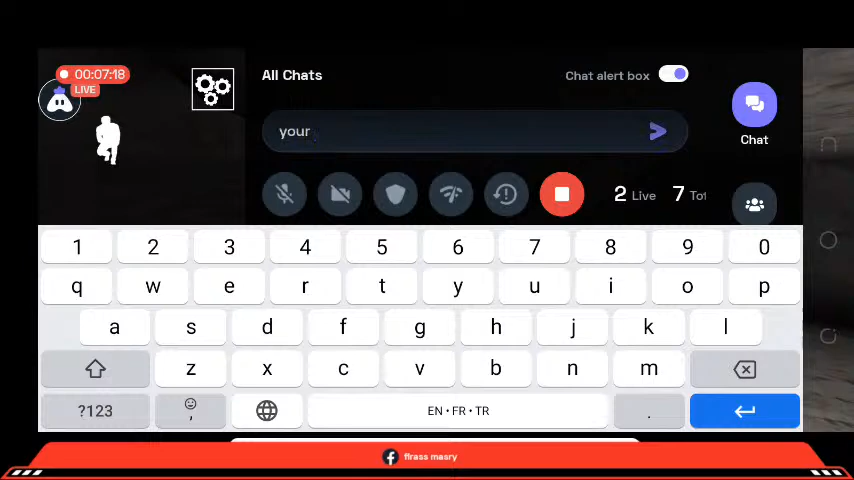 00:07:18
LIVE
All Chats
Chat alert box
your
Chat
2 Live 7 Tot
1 2 3 4 5 6 7 8 9 0
q w e r t y u i o p
a s d f g h j k l
z x c v b n m
?123 , EN • FR • TR .
firass masry